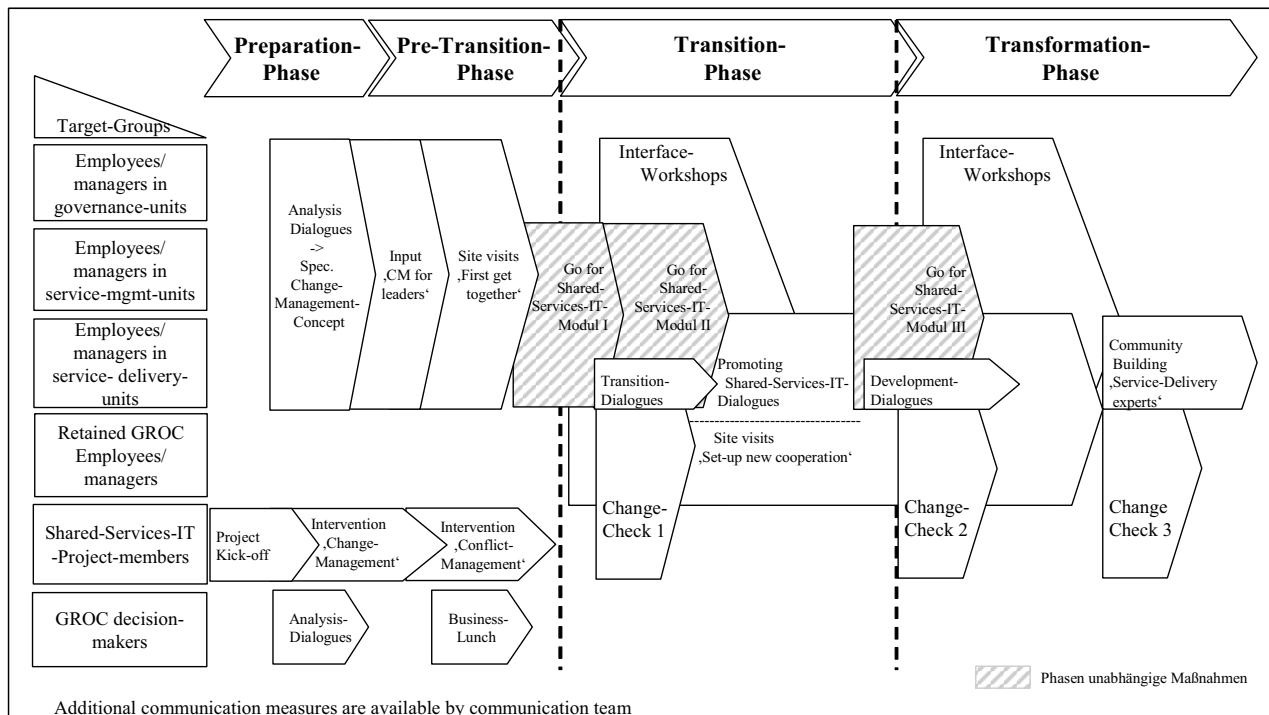 Preparation-
Phase
Pre-Transition-
Phase
Transition-
Phase
Transformation-
Phase
Target-Groups
Employees/
managers in
governance-units
Employees/
managers in
service-mgmt-units
Employees/
managers in
service- delivery-
units
Retained GROC
Employees/
managers
Shared-Services-IT
-Project-members
GROC decision-
makers
Analysis
Dialogues
->
Spec.
Change-
Management-
Concept
Input
‚CM for
leaders‘
Site visits
‚First get
together‘
Go for
Shared-
Services-IT-
Modul I
Go for
Shared-
Services-IT-
Modul II
Interface-
Workshops
Transition-
Dialogues
Promoting
Shared-Services-IT-
Dialogues
Site visits
‚Set-up new cooperation‘
Change-
Check 1
Go for
Shared-
Services-IT-
Modul III
Interface-
Workshops
Development-
Dialogues
Change-
Check 2
Community
Building
‚Service-Delivery
experts‘
Change
Check 3
Project
Kick-off
Intervention
‚Change-
Management‘
Intervention
‚Conflict-
Management‘
Analysis-
Dialogues
Business-
Lunch
Phasen unabhängige Maßnahmen
Additional communication measures are available by communication team